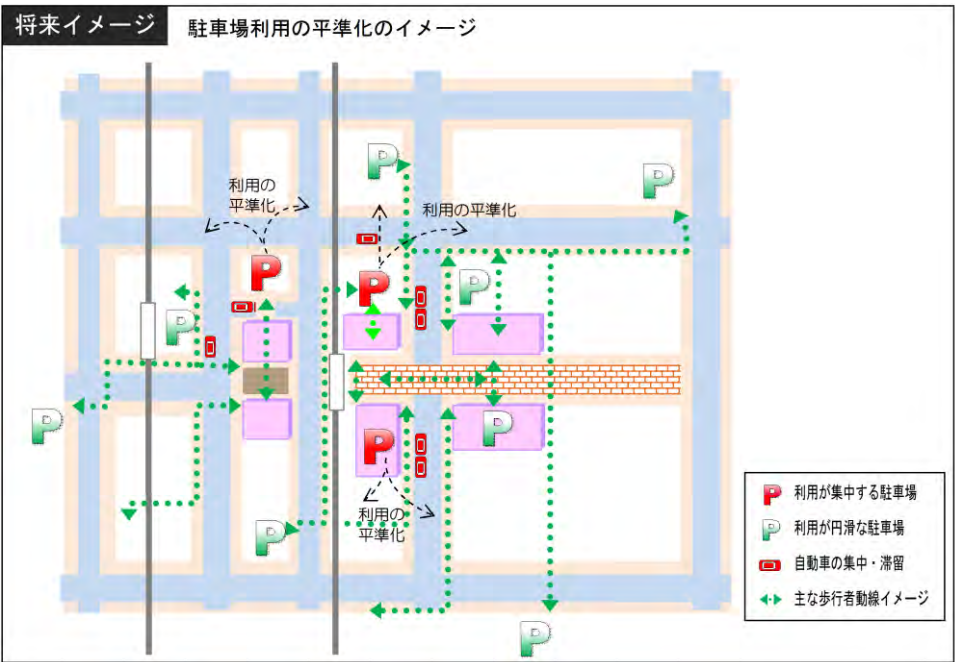 将来イメージ
駐車場利用の平準化のイメージ
P
P
利用の
平準化
利用の平準化
P
P
P
P
P
P
P
P
利用の
平準化
P
P
P 利用が集中する駐車場
P 利用が円滑な駐車場
自動車の集中・滞留
主な歩行者動線イメージ